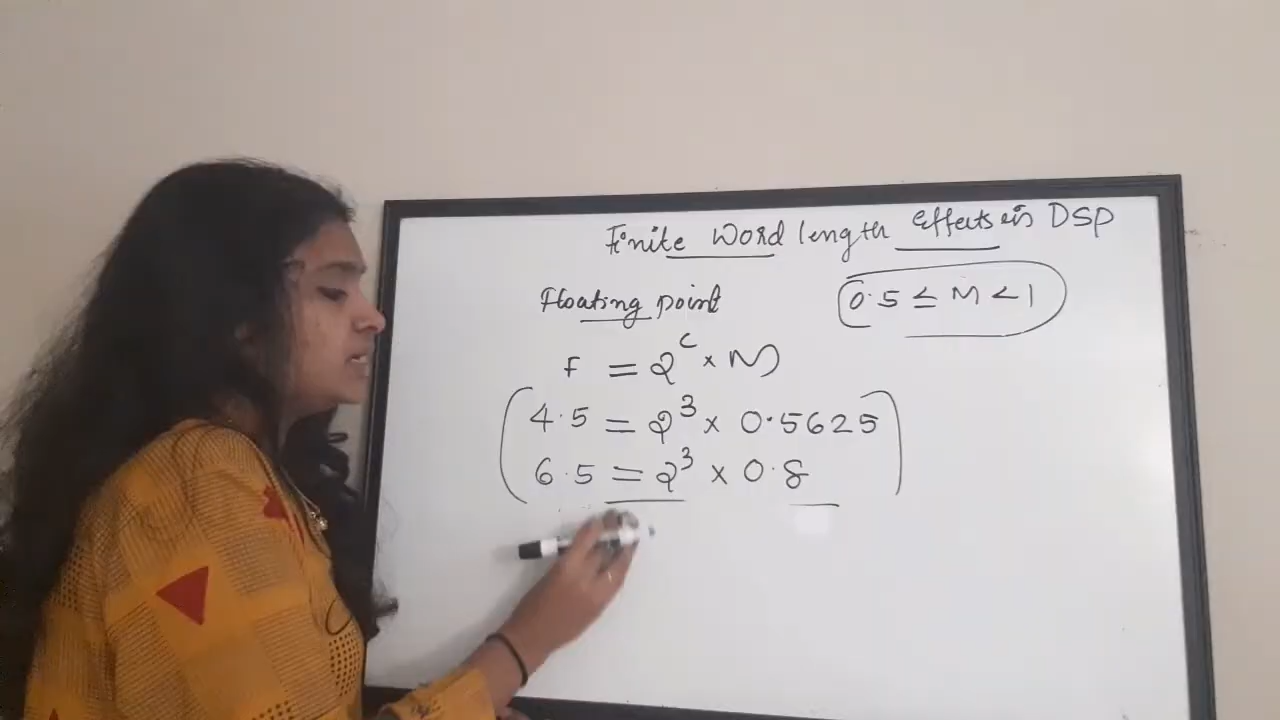 Finite Word length effects in DSP
Floating point
0.5 ≤ M < 1
F = 2^c × M
4.5 = 2^3 × 0.5625
6.5 = 2^3 × 0.8